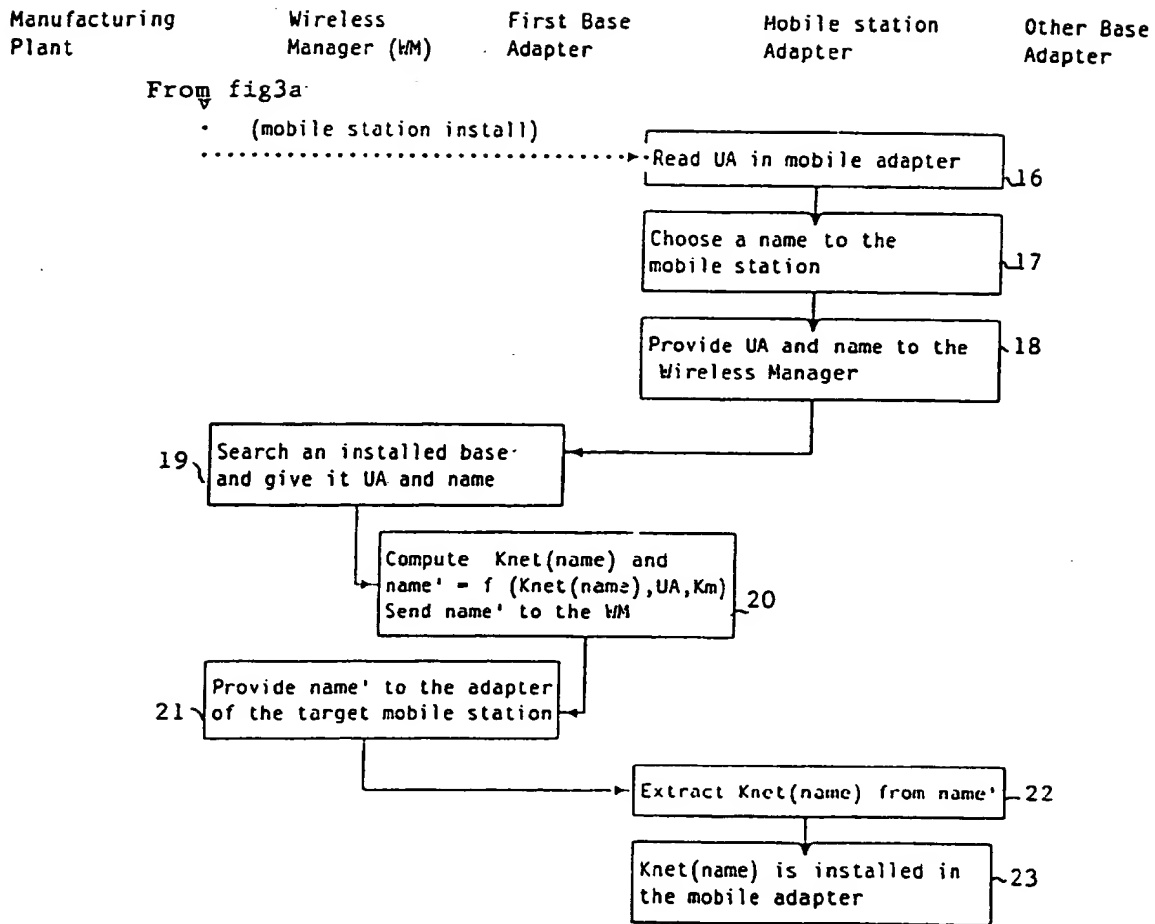 Manufacturing Plant
Wireless Manager (WM)
First Base Adapter
Mobile station Adapter
Other Base Adapter
From fig3a
(mobile station install)
Read UA in mobile adapter
16
Choose a name to the
mobile station
17
Provide UA and name to the
Wireless Manager
18
19
Search an installed base
and give it UA and name
Compute Knet(name) and
name' = f (Knet(name),UA,Km)
Send name' to the WM
20
21
Provide name' to the adapter
of the target mobile station
Extract Knet(name) from name'
22
Knet(name) is installed in
the mobile adapter
23